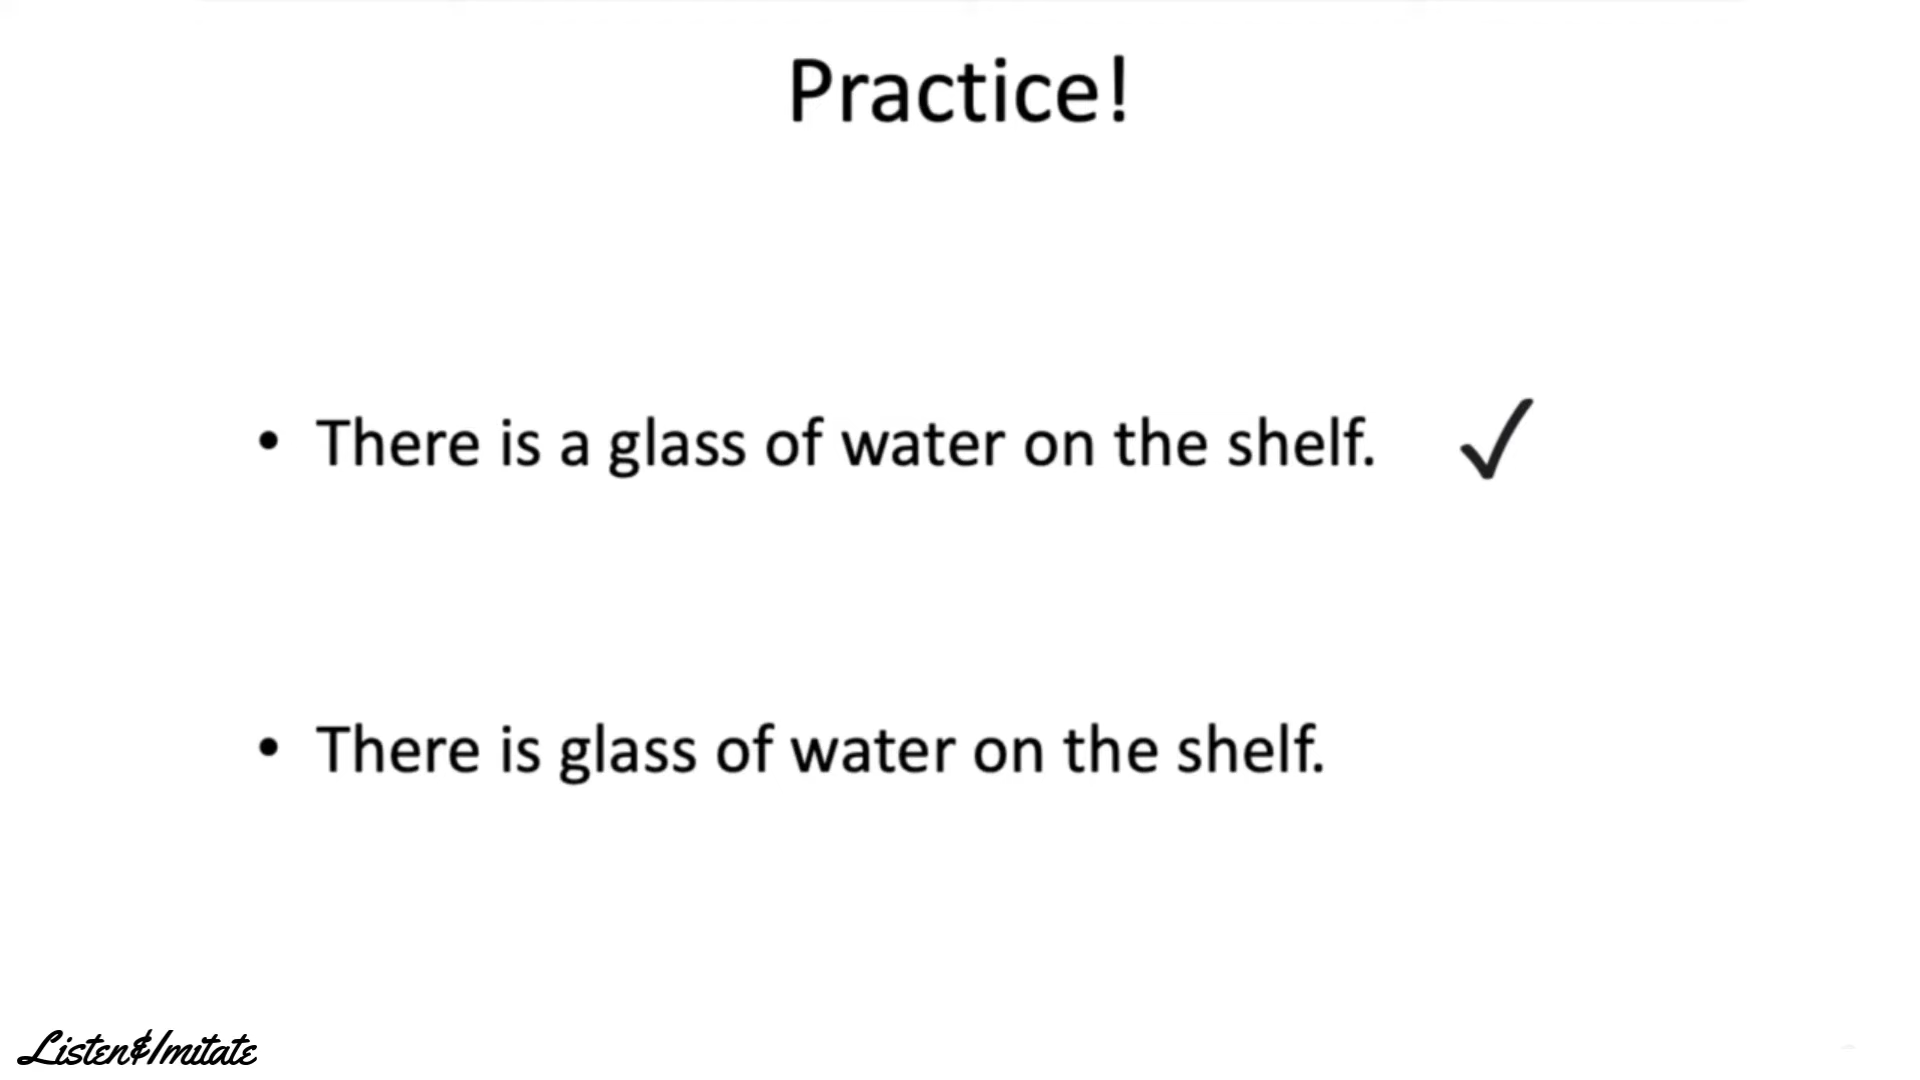 Practice!
• There is a glass of water on the shelf. ✓
• There is glass of water on the shelf.
Listen&Imitate